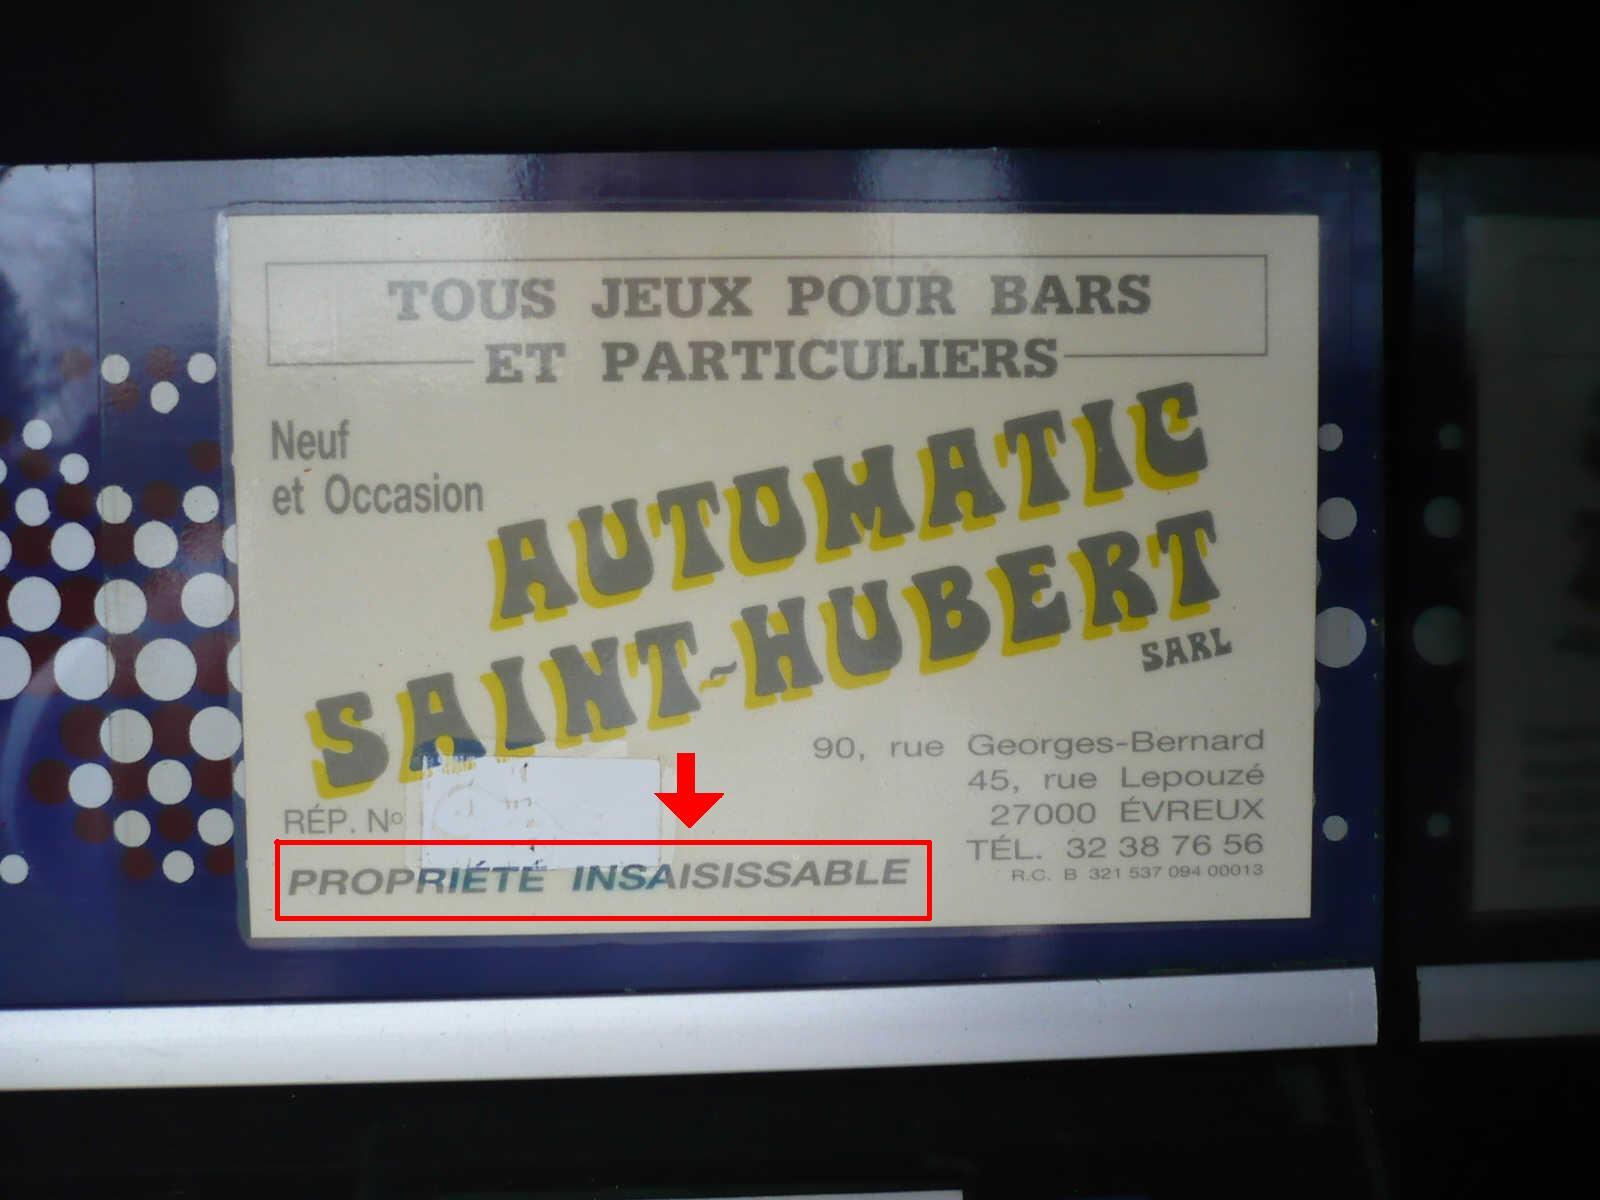 TOUS JEUX POUR BARS
ET PARTICULIERS
Neuf
et Occasion
AUTOMATIC
SAINT-HUBERT
SARL
90, rue Georges-Bernard
45, rue Lepouzé
27000 ÉVREUX
TÉL. 32 38 76 56
R.C. B 321 537 094 00013
RÉP. No
PROPRIÉTÉ INSAISISSABLE